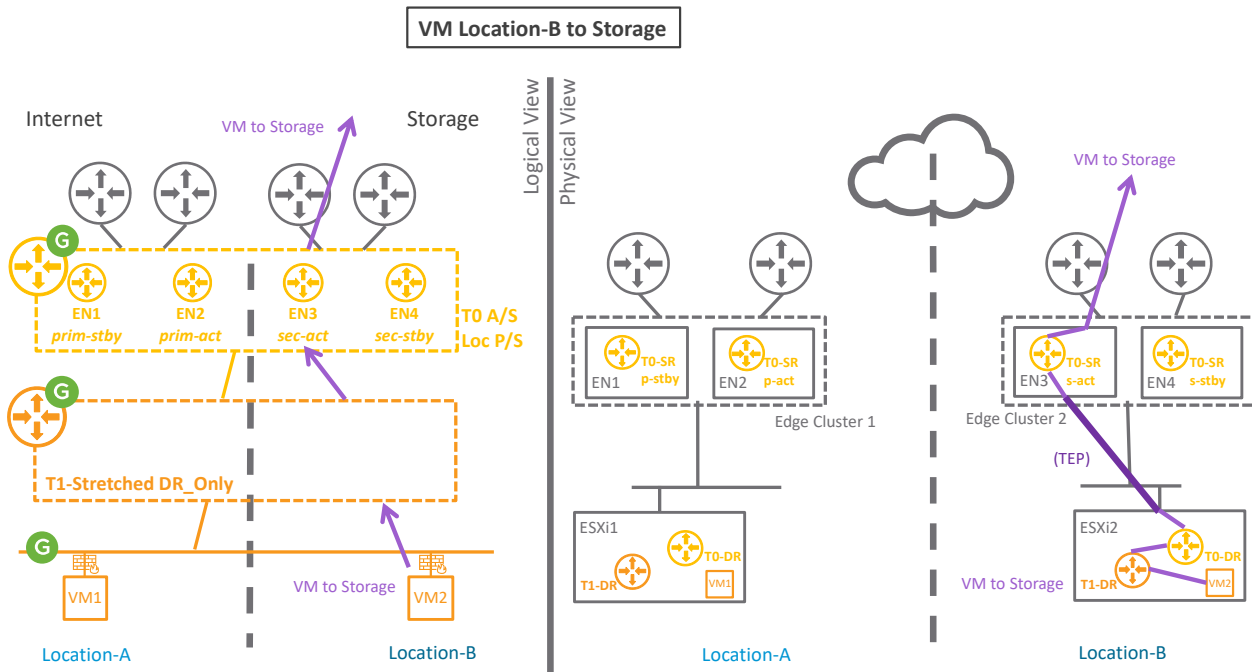 VM Location-B to Storage
Internet
VM to Storage
Storage
G
EN1
prim-stby
EN2
prim-act
EN3
sec-act
EN4
sec-stby
T0 A/S
Loc P/S
G
T1-Stretched DR_Only
G
VM1
VM to Storage
VM2
Location-A
Location-B
Logical View
Physical View
VM to Storage
T0-SR
p-stby
EN1
T0-SR
p-act
EN2
Edge Cluster 1
T0-SR
s-act
EN3
T0-SR
s-stby
EN4
Edge Cluster 2
(TEP)
ESXi1
T0-DR
T1-DR
VM1
ESXi2
T0-DR
T1-DR
VM2
VM to Storage
Location-A
Location-B